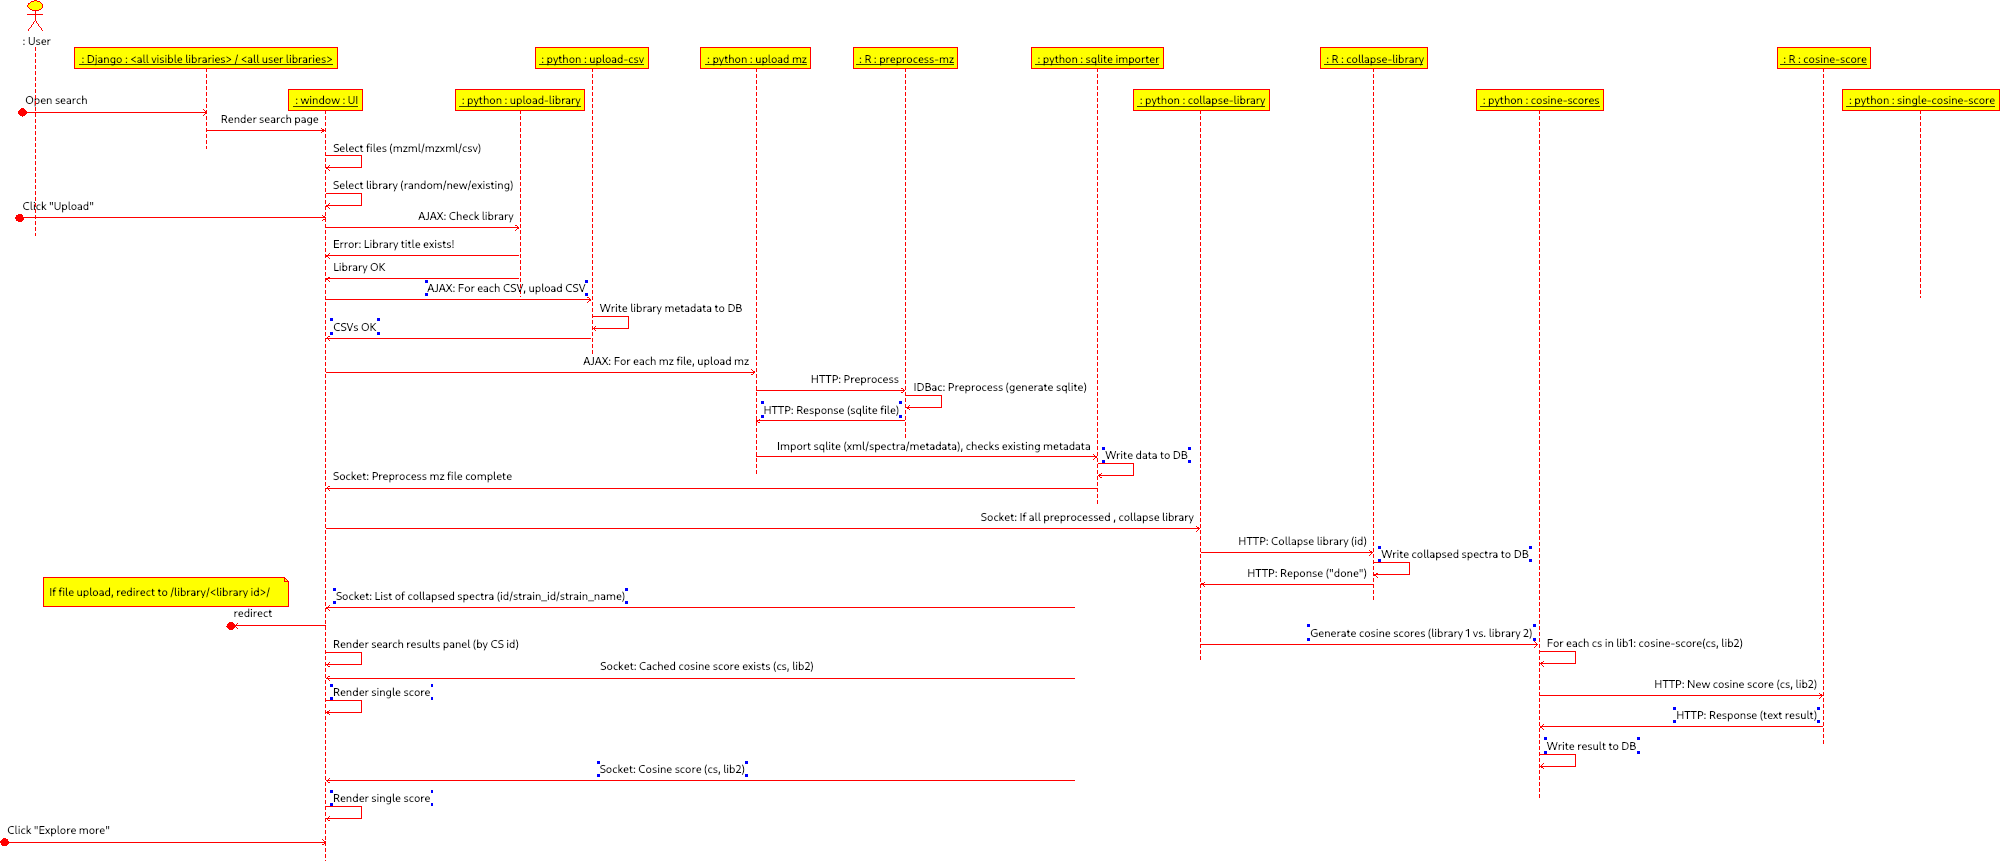 : User
: Django : <all visible libraries> / <all user libraries>
: python : upload-csv
: python : upload mz
: R : preprocess-mz
: python : sqlite importer
: R : collapse-library
: R : cosine-score
: window : UI
: python : upload-library
: python : collapse-library
: python : cosine-scores
: python : single-cosine-score
Open search
Render search page
Select files (mzml/mzxml/csv)
Select library (random/new/existing)
Click "Upload"
AJAX: Check library
Error: Library title exists!
Library OK
AJAX: For each CSV, upload CSV
Write library metadata to DB
CSVs OK
AJAX: For each mz file, upload mz
HTTP: Preprocess
IDBac: Preprocess (generate sqlite)
HTTP: Response (sqlite file)
Import sqlite (xml/spectra/metadata), checks existing metadata
Write data to DB
Socket: Preprocess mz file complete
Socket: If all preprocessed , collapse library
HTTP: Collapse library (id)
Write collapsed spectra to DB
HTTP: Reponse ("done")
If file upload, redirect to /library/<library id>/
Socket: List of collapsed spectra (id/strain_id/strain_name)
redirect
Generate cosine scores (library 1 vs. library 2)
Render search results panel (by CS id)
For each cs in lib1: cosine-score(cs, lib2)
Socket: Cached cosine score exists (cs, lib2)
HTTP: New cosine score (cs, lib2)
Render single score
HTTP: Response (text result)
Write result to DB
Socket: Cosine score (cs, lib2)
Render single score
Click "Explore more"